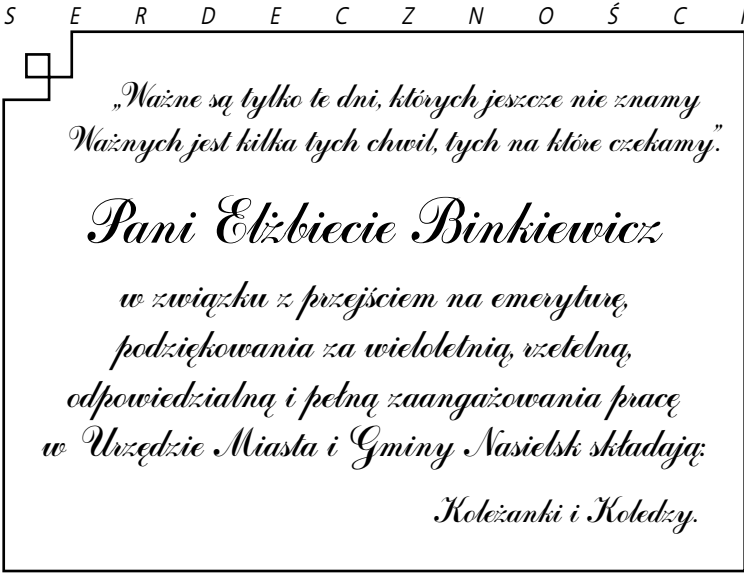 S E R D E C Z N O Ś C I
„Ważne są tylko te dni, których jeszcze nie znamy
Ważnych jest kilka tych chwil, tych na które czekamy”.
Pani Elżbiecie Binkiewicz
w związku z przejściem na emeryturę,
podziękowania za wieloletnią, rzetelną,
odpowiedzialną i pełną zaangażowania pracę
w Urzędzie Miasta i Gminy Nasielsk składają:
Koleżanki i Koledzy.